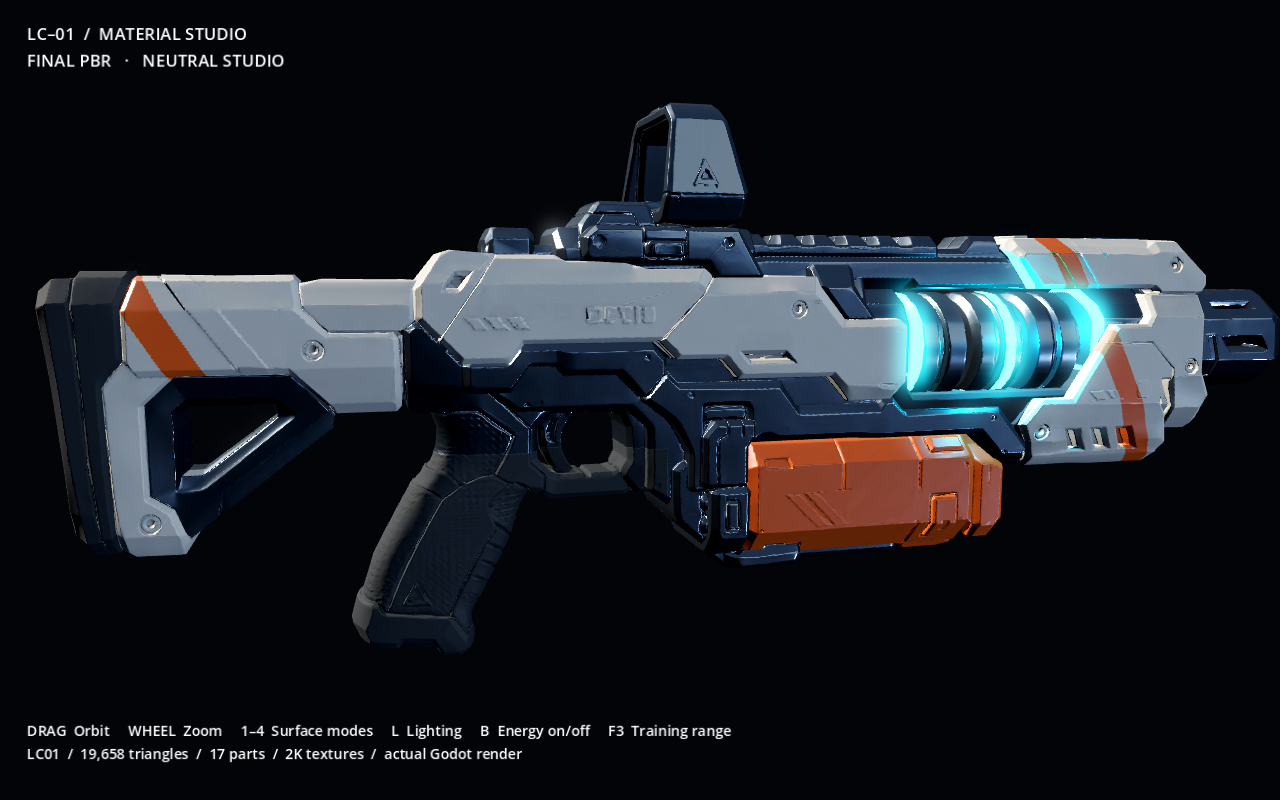 LC–01 / MATERIAL STUDIO
FINAL PBR · NEUTRAL STUDIO
DRAG Orbit WHEEL Zoom 1–4 Surface modes L Lighting B Energy on/off F3 Training range
LC01 / 19,658 triangles / 17 parts / 2K textures / actual Godot render